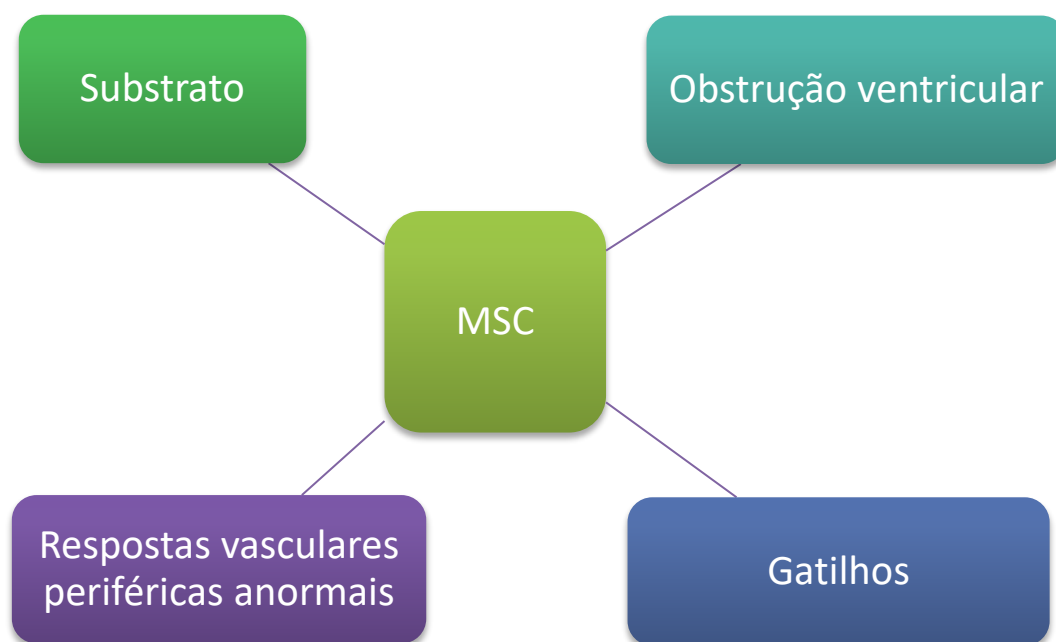 Substrato
Obstrução ventricular
MSC
Respostas vasculares
periféricas anormais
Gatilhos